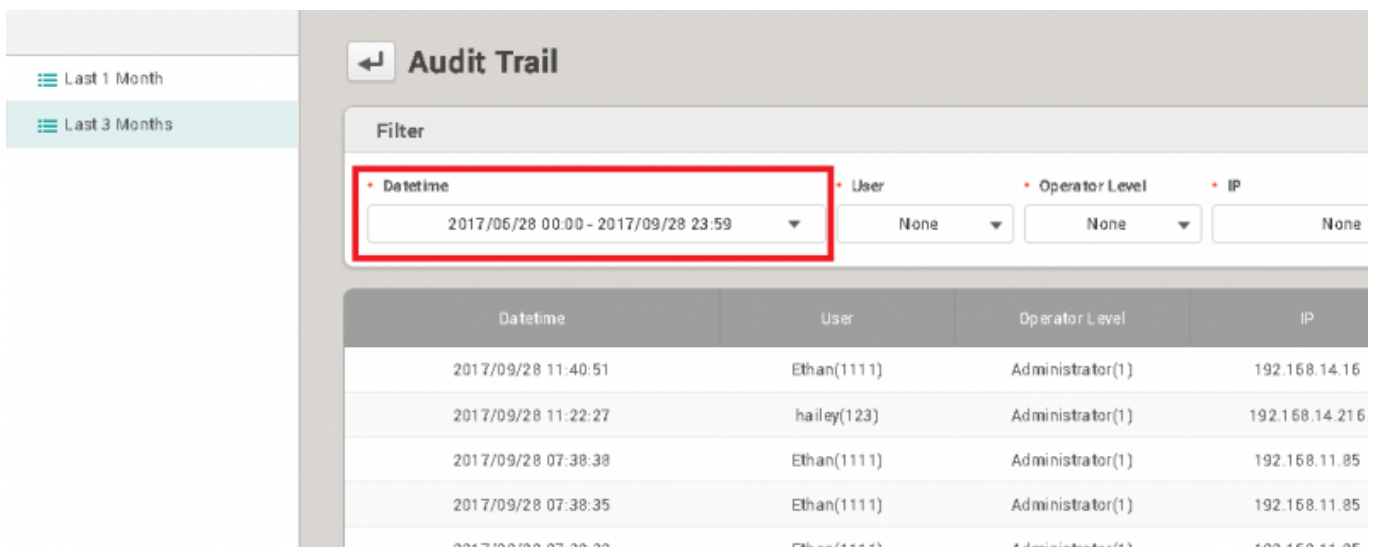 Last 1 Month
Last 3 Months
Audit Trail
Filter
• Datetime • User • Operator Level • IP
2017/06/28 00:00 - 2017/09/28 23:59 None None None
Datetime User Operator Level IP
2017/09/28 11:40:51 Ethan(1111) Administrator(1) 192.168.14.16
2017/09/28 11:22:27 hailey(123) Administrator(1) 192.168.14.216
2017/09/28 07:38:38 Ethan(1111) Administrator(1) 192.168.11.85
2017/09/28 07:38:35 Ethan(1111) Administrator(1) 192.168.11.85